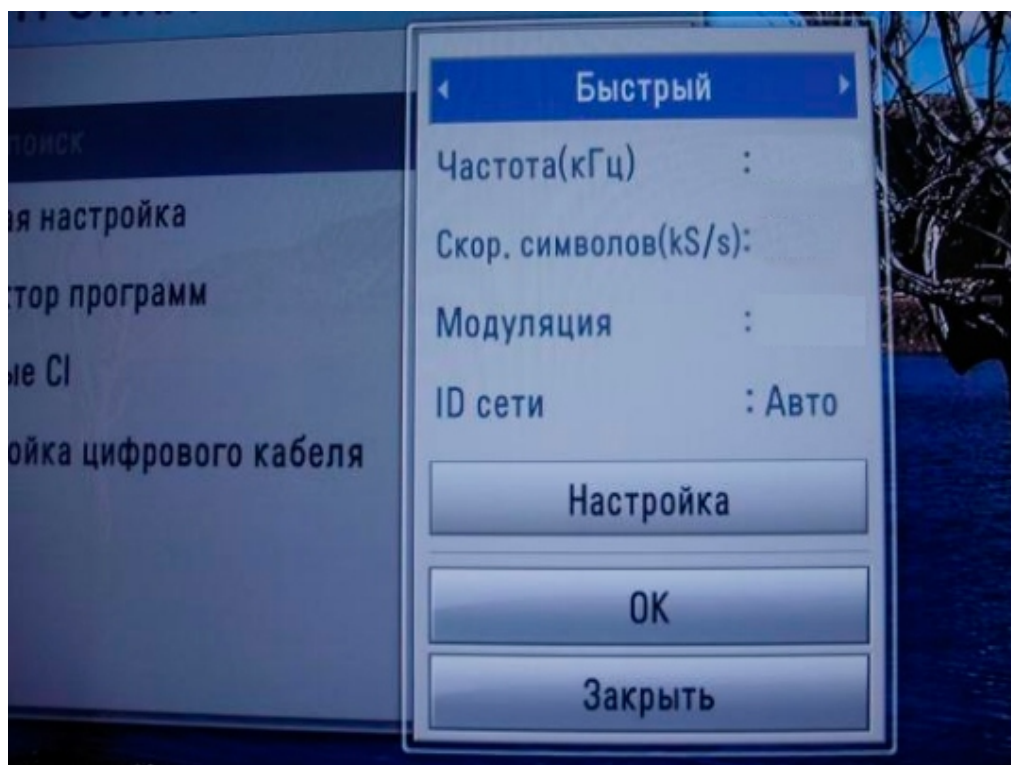 поиск
ая настройка
ктор программ
ые CI
ойка цифрового кабеля
Быстрый
Частота(кГц) :
Скор. символов(kS/s):
Модуляция :
ID сети : Авто
Настройка
OK
Закрыть